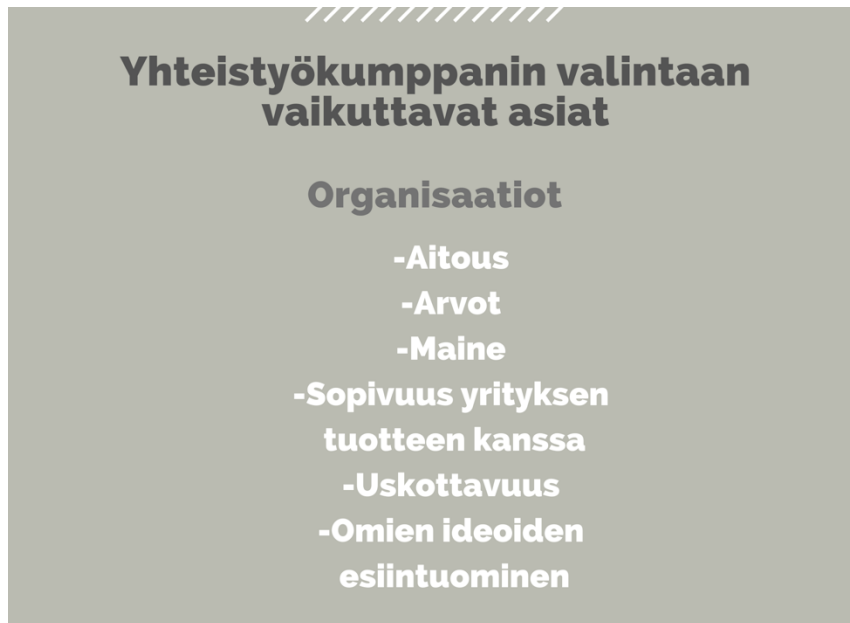 Yhteistyökumppanin valintaan
vaikuttavat asiat
Organisaatiot
-Aitous
-Arvot
-Maine
-Sopivuus yrityksen
tuotteen kanssa
-Uskottavuus
-Omien ideoiden
esiintuominen